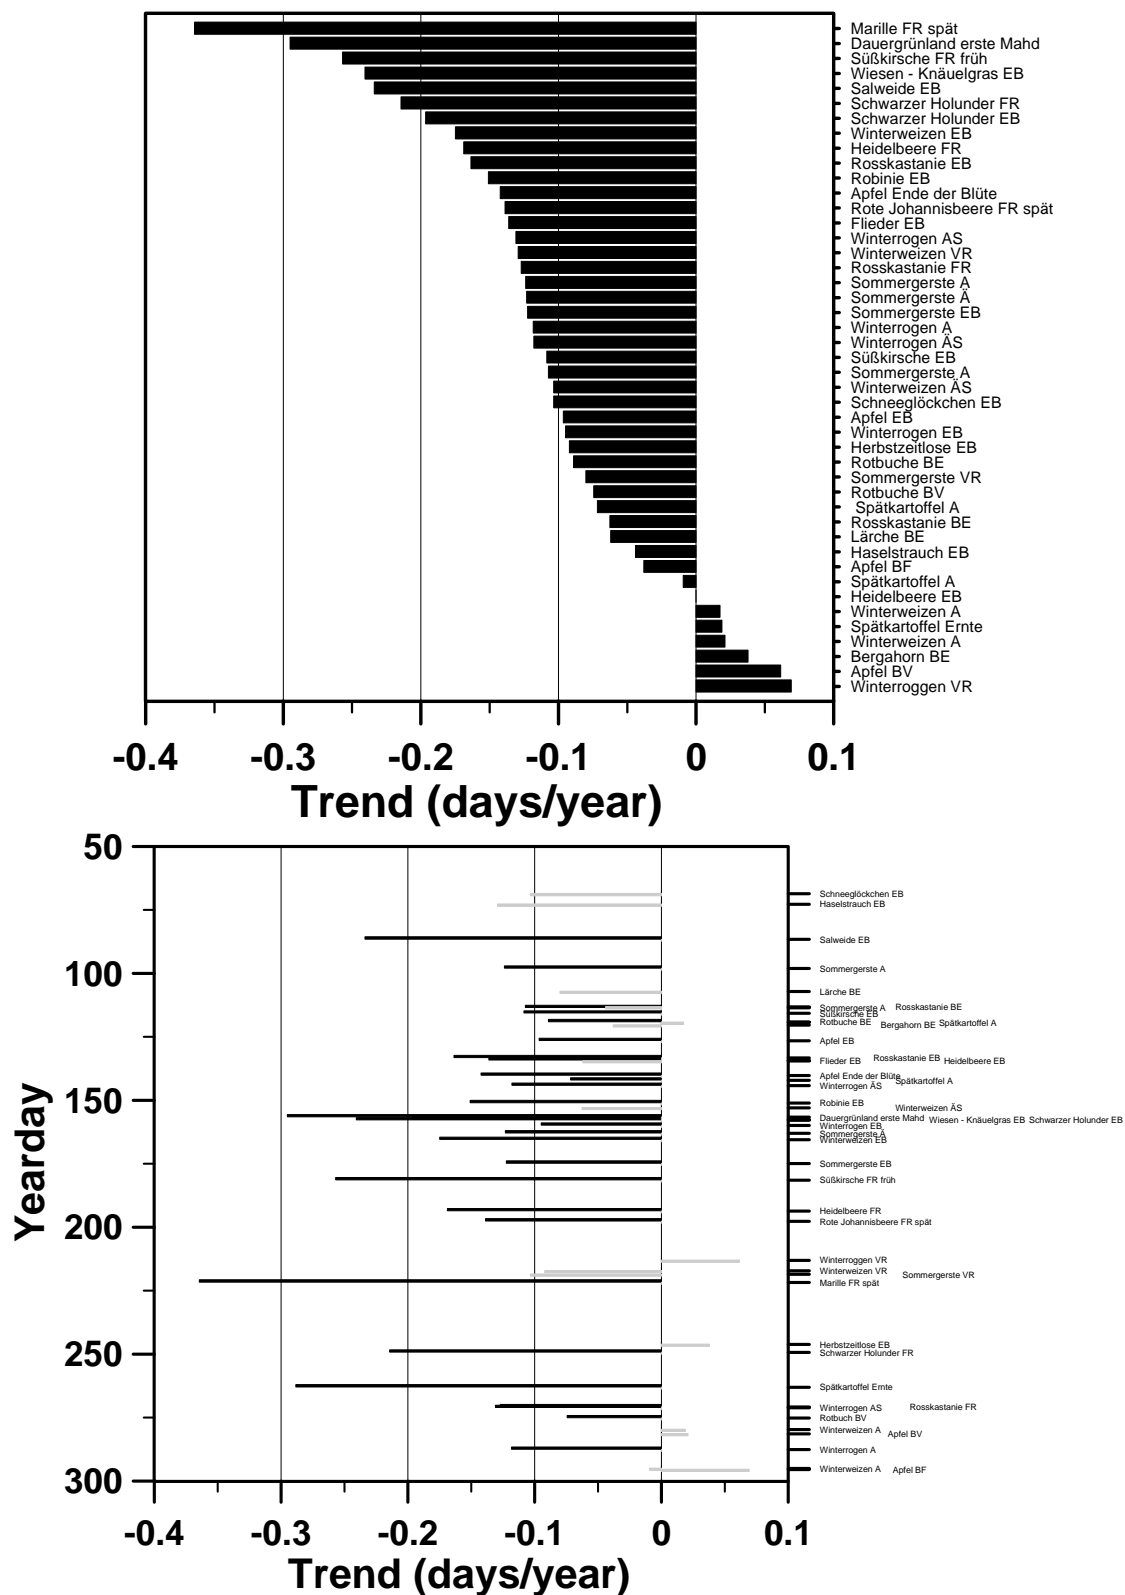 Marille FR spät
Dauergrünland erste Mahd
Süßkirsche FR früh
Wiesen - Knäuelgras EB
Salweide EB
Schwarzer Holunder FR
Schwarzer Holunder EB
Winterweizen EB
Heidelbeere FR
Rosskastanie EB
Robinie EB
Apfel Ende der Blüte
Rote Johannisbeere FR spät
Flieder EB
Winterrogen AS
Winterweizen VR
Rosskastanie FR
Sommergerste A
Sommergerste Ä
Sommergerste EB
Winterrogen A
Winterrogen ÄS
Süßkirsche EB
Sommergerste A
Winterweizen ÄS
Schneeglöckchen EB
Apfel EB
Winterrogen EB
Herbstzeitlose EB
Rotbuche BE
Sommergerste VR
Rotbuche BV
Spätkartoffel A
Rosskastanie BE
Lärche BE
Haselstrauch EB
Apfel BF
Spätkartoffel A
Heidelbeere EB
Winterweizen A
Spätkartoffel Ernte
Winterweizen A
Bergahorn BE
Apfel BV
Winterroggen VR
-0.4 -0.3 -0.2 -0.1 0 0.1
Trend (days/year)
50
100
150
200
250
300
Yearday
Schneeglöckchen EB
Haselstrauch EB
Salweide EB
Sommergerste A
Lärche BE
Sommergerste A Rosskastanie BE
Süßkirsche EB
Rotbuche BE Bergahorn BE Spätkartoffel A
Apfel EB
Flieder EB Rosskastanie EB Heidelbeere EB
Apfel Ende der Blüte
Spätkartoffel A
Winterrogen ÄS
Robinie EB
Winterweizen ÄS
Dauergrünland erste Mahd Wiesen - Knäuelgras EB Schwarzer Holunder EB
Winterrogen EB
Sommergerste Ä
Winterweizen EB
Sommergerste EB
Süßkirsche FR früh
Heidelbeere FR
Rote Johannisbeere FR spät
Winterroggen VR
Winterweizen VR
Sommergerste VR
Marille FR spät
Herbstzeitlose EB
Schwarzer Holunder FR
Spätkartoffel Ernte
Winterrogen AS Rosskastanie FR
Rotbuch BV
Winterweizen A Apfel BV
Winterrogen A
Winterweizen A Apfel BF
-0.4 -0.3 -0.2 -0.1 0 0.1
Trend (days/year)